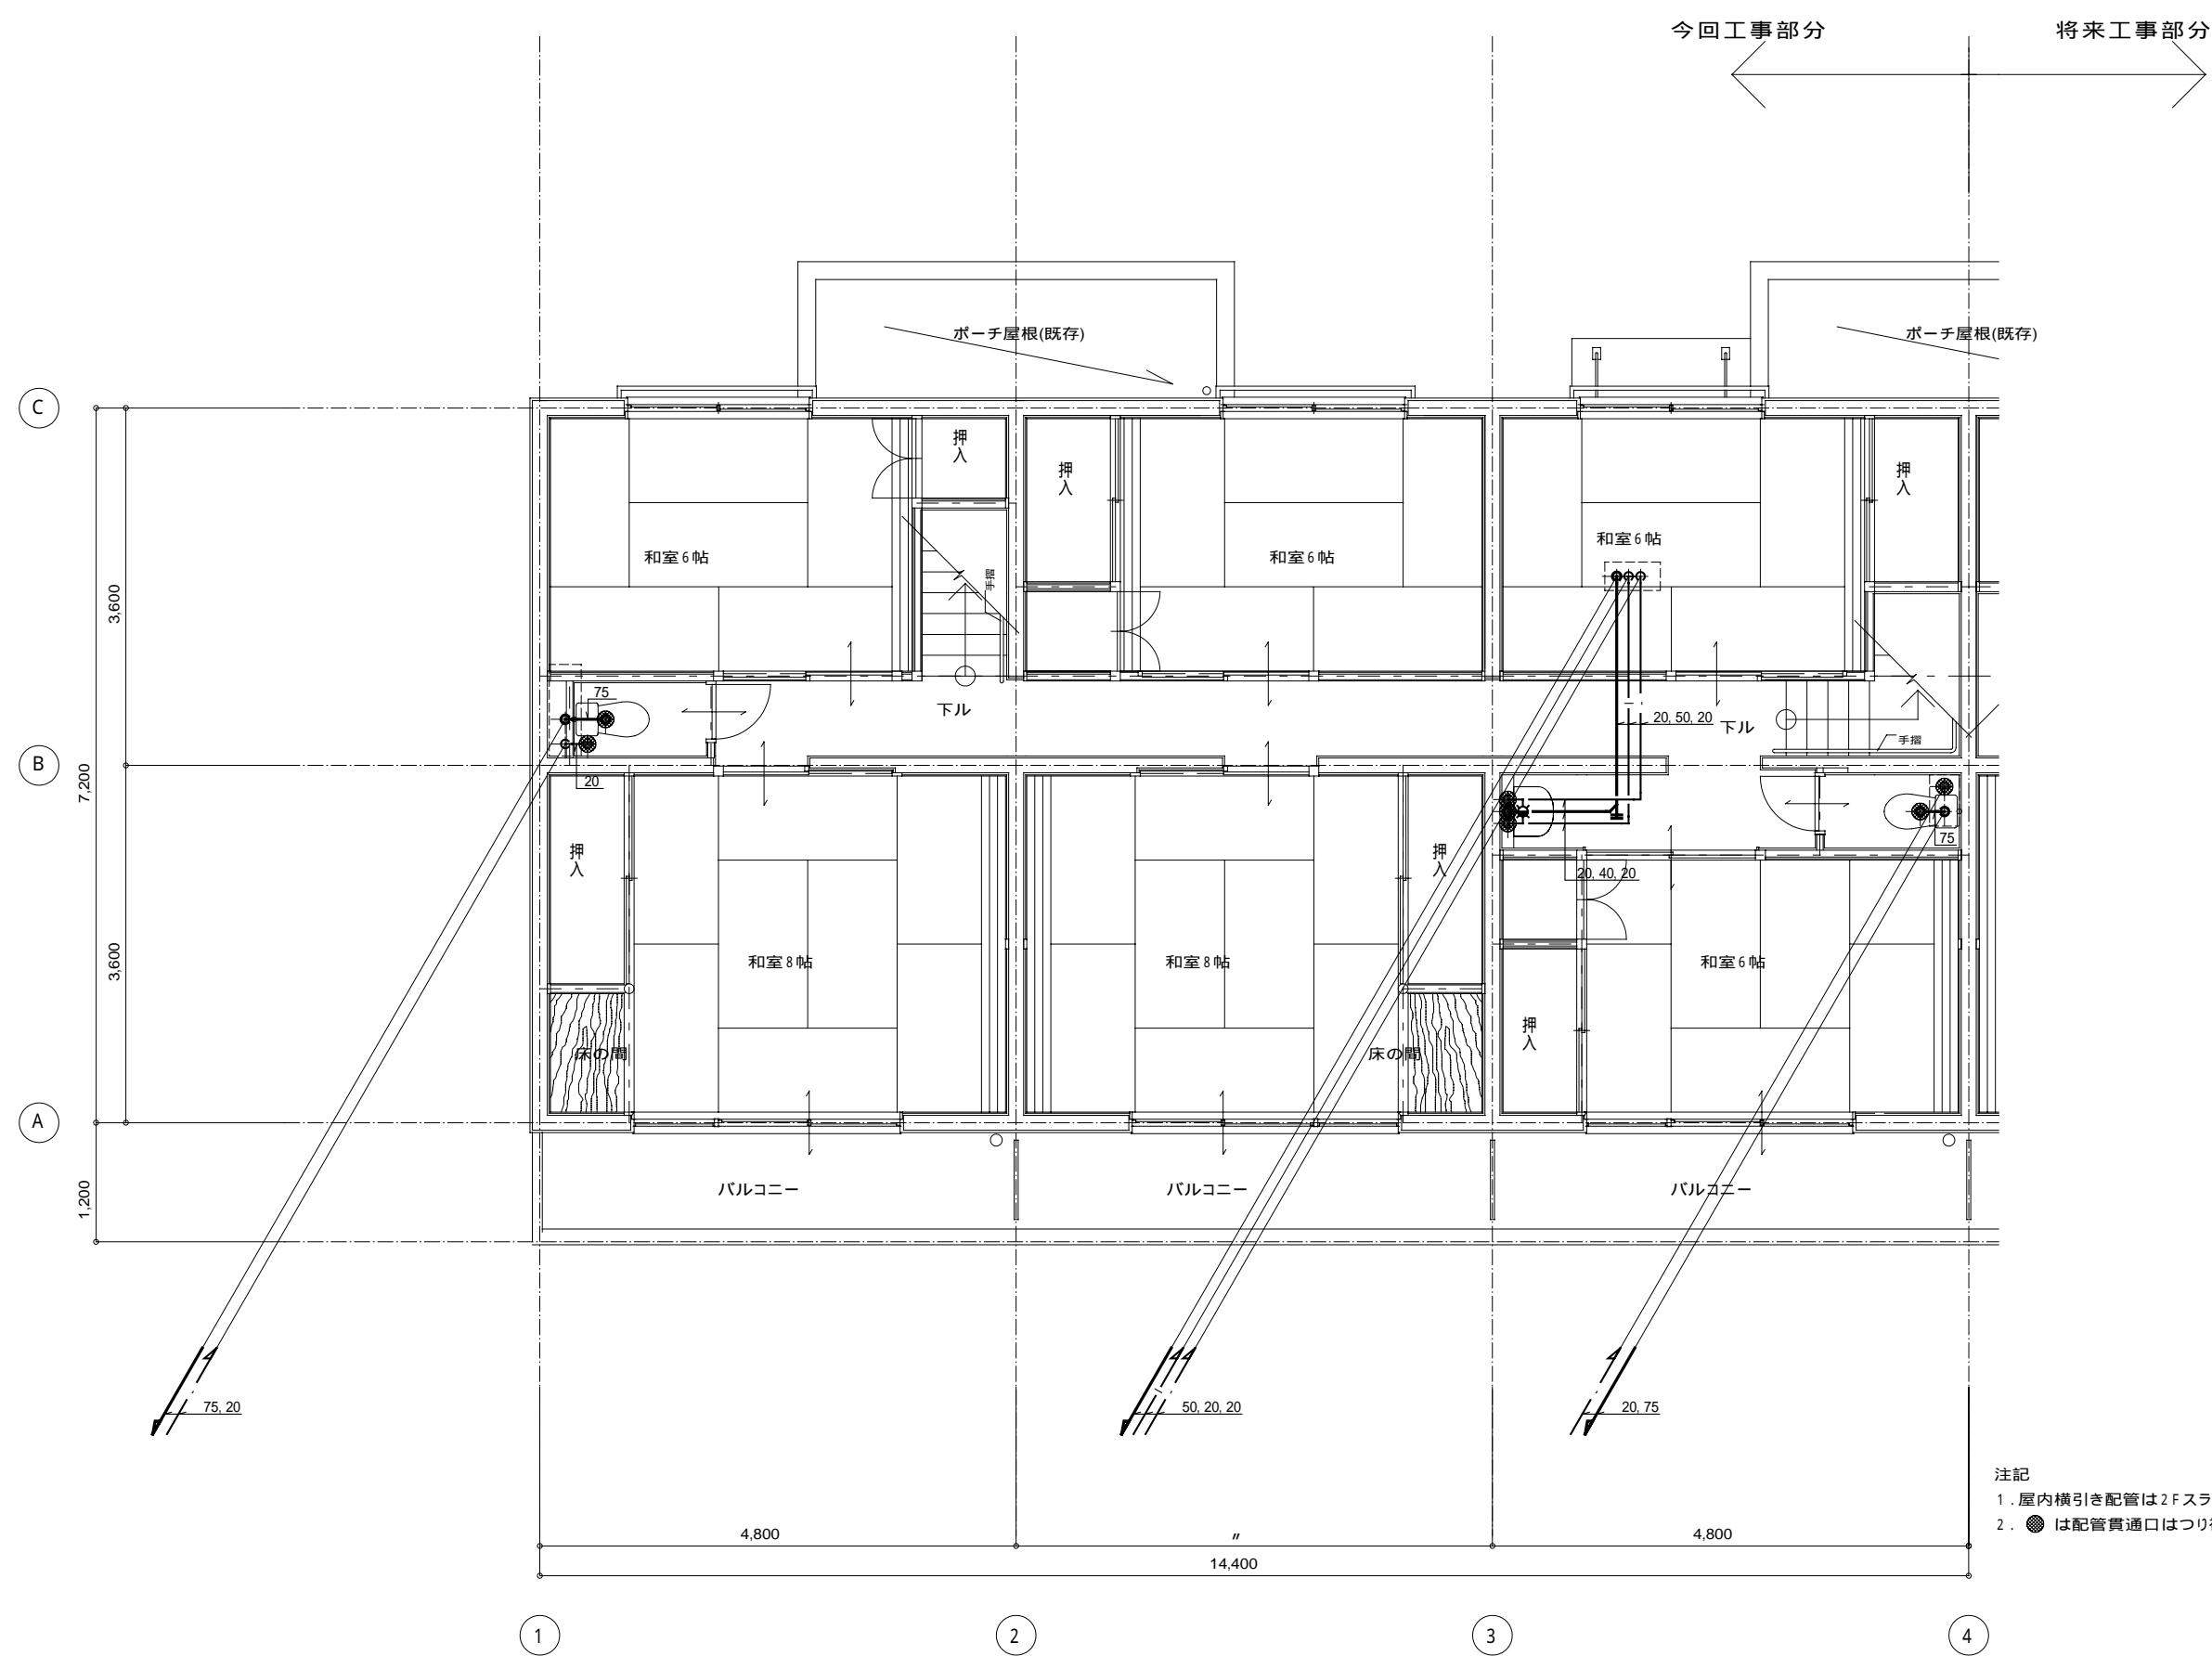 今回工事部分
将来工事部分
ポーチ屋根(既存)
ポーチ屋根(既存)
C
押入
押入
押入
和室6帖
和室6帖
和室6帖
手摺
3,600
7,200
75
下ル
20,50,20
下ル
手摺
B
20
75
押入
押入
20,40,20
3,600
和室8帖
和室8帖
和室6帖
押入
床の間
床の間
A
1,200
バルコニー
バルコニー
バルコニー
75,20
50,20,20
20,75
注記
1.屋内横引き配管は2Fスラ
2. は配管貫通口はつり
4,800
〃
4,800
14,400
1
2
3
4